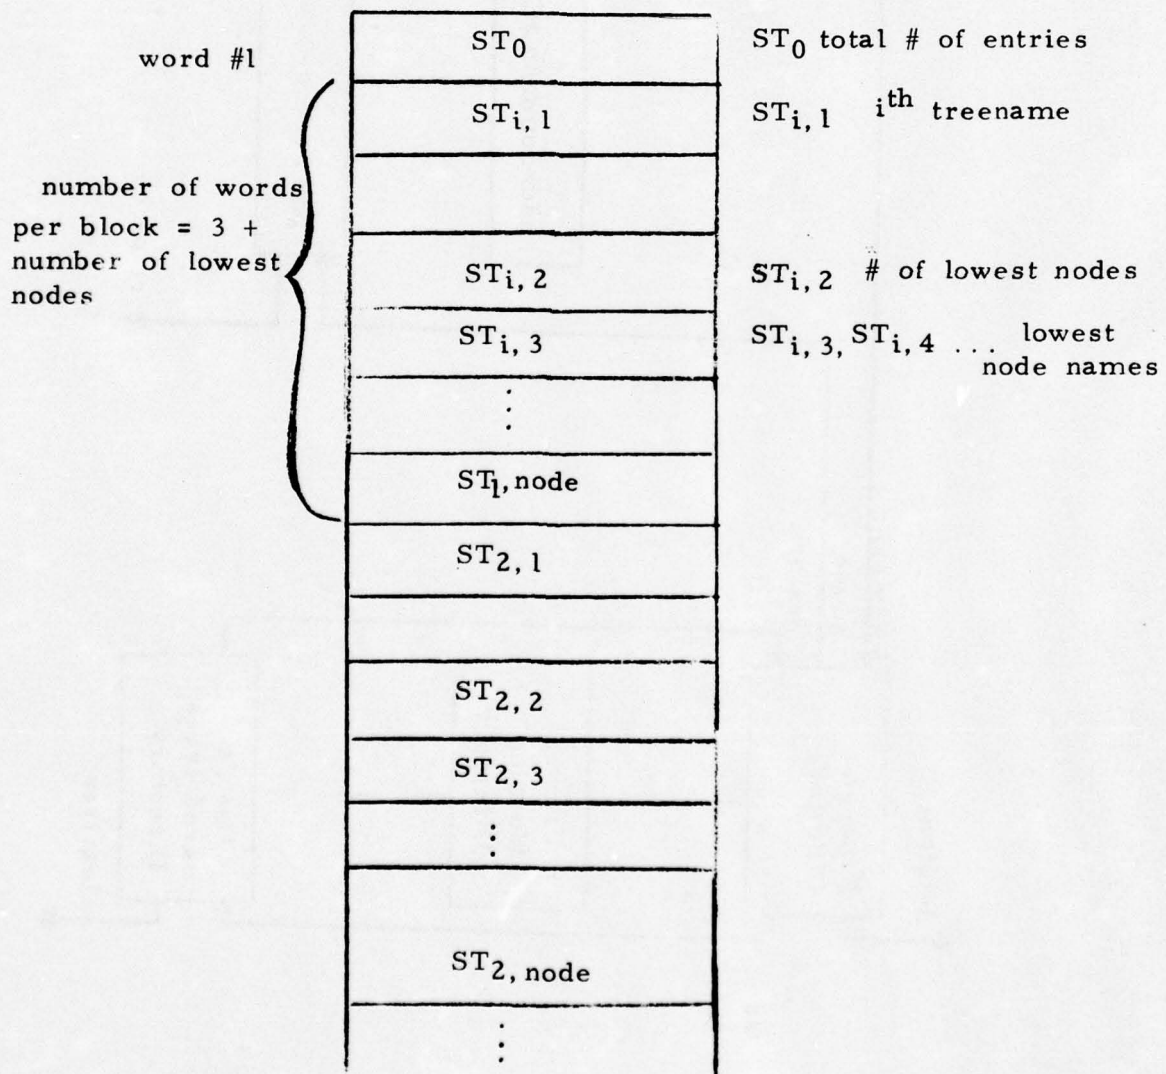 word #1
number of words
per block = 3 +
number of lowest
nodes
ST0
STi, 1
STi, 2
STi, 3
⋮
ST1, node
ST2, 1
ST2, 2
ST2, 3
⋮
ST2, node
⋮
ST0 total # of entries
STi, 1 ith treename
STi, 2 # of lowest nodes
STi, 3, STi, 4 ... lowest
node names